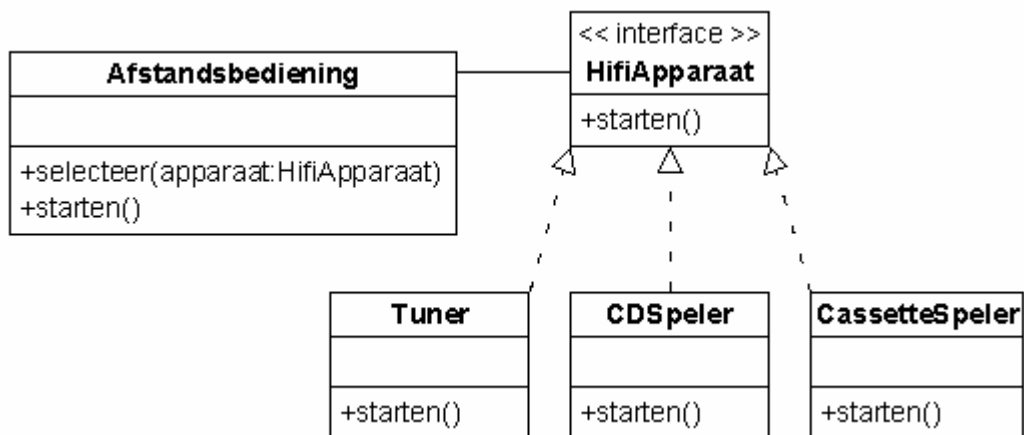 << interface >>
HifiApparaat
+starten()
Afstandsbediening
+selecteer(apparaat:HifiApparaat)
+starten()
Tuner
+starten()
CDSpeler
+starten()
CassetteSpeler
+starten()